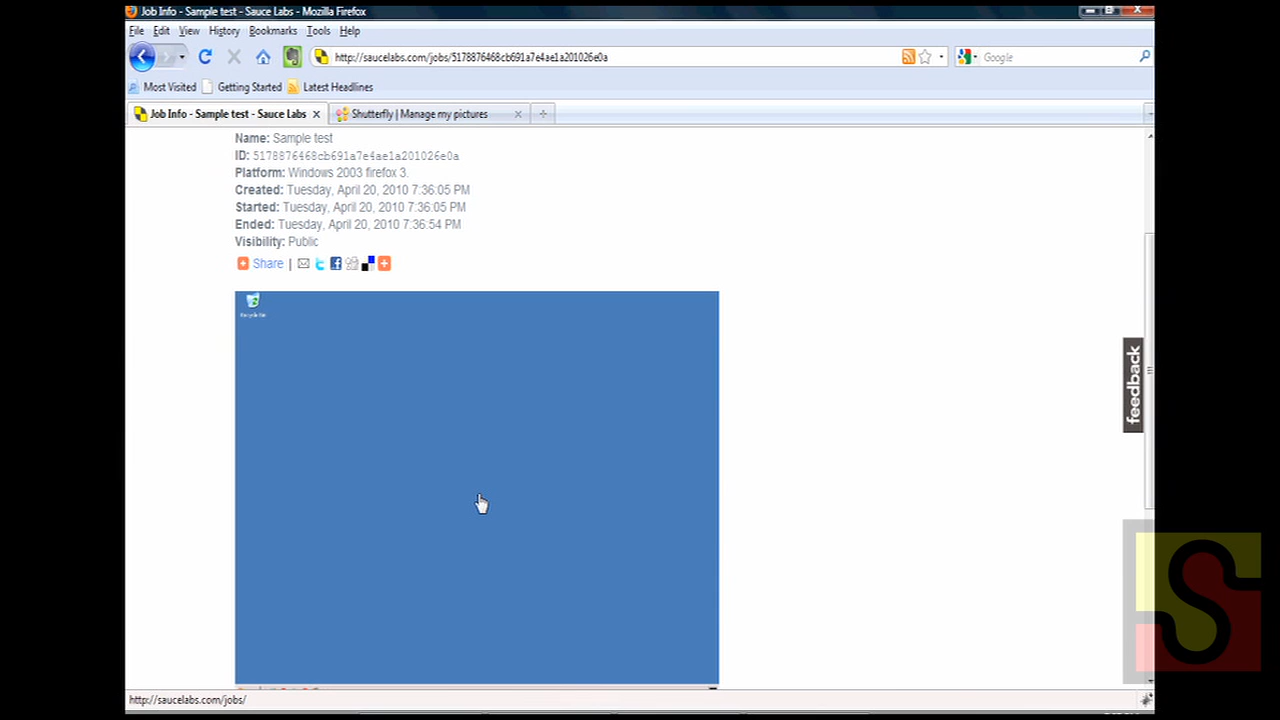 Job Info - Sample test - Sauce Labs - Mozilla Firefox
File Edit View History Bookmarks Tools Help
http://saucelabs.com/jobs/5178876468cb691a7e4ae1a201026e0a
Google
Most Visited Getting Started Latest Headlines
Job Info - Sample test - Sauce Labs
Shutterfly | Manage my pictures
Name: Sample test
ID: 5178876468cb691a7e4ae1a201026e0a
Platform: Windows 2003 firefox 3.
Created: Tuesday, April 20, 2010 7:36:05 PM
Started: Tuesday, April 20, 2010 7:36:05 PM
Ended: Tuesday, April 20, 2010 7:36:54 PM
Visibility: Public
Share |
Recycle Bin
feedback
S
http://saucelabs.com/jobs/